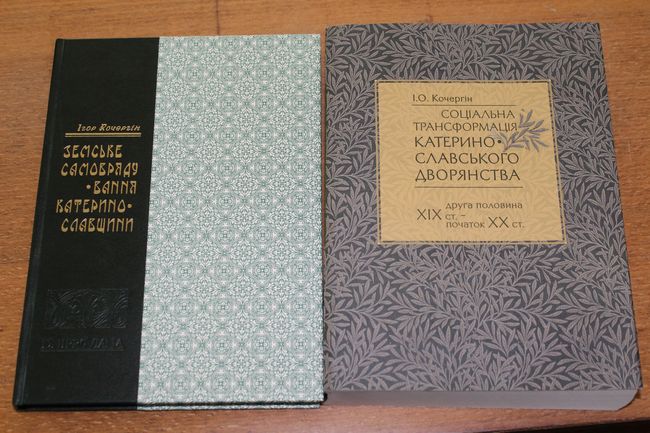 Ігор Кочергін
ЗЕМСЬКЕ
САМОВРЯДУ
•ВАННЯ
КАТЕРИНО•
СЛАВЩИНИ
І.О. Кочергін
СОЦІАЛЬНА
ТРАНСФОРМАЦІЯ
КАТЕРИНО•
СЛАВСЬКОГО
ДВОРЯНСТВА
друга половина
XIX ст. –
початок XX ст.